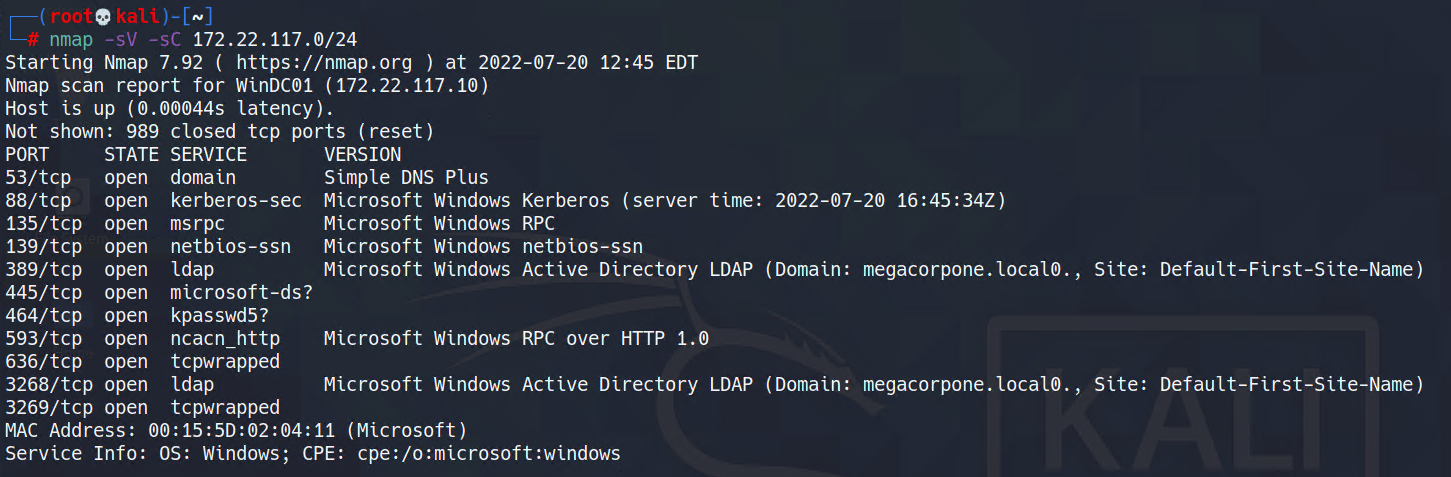 ┌──(root💀kali)-[~]
└─# nmap -sV -sC 172.22.117.0/24
Starting Nmap 7.92 ( https://nmap.org ) at 2022-07-20 12:45 EDT
Nmap scan report for WinDC01 (172.22.117.10)
Host is up (0.00044s latency).
Not shown: 989 closed tcp ports (reset)
PORT     STATE SERVICE       VERSION
53/tcp   open  domain        Simple DNS Plus
88/tcp   open  kerberos-sec  Microsoft Windows Kerberos (server time: 2022-07-20 16:45:34Z)
135/tcp  open  msrpc         Microsoft Windows RPC
139/tcp  open  netbios-ssn   Microsoft Windows netbios-ssn
389/tcp  open  ldap          Microsoft Windows Active Directory LDAP (Domain: megacorpone.local0., Site: Default-First-Site-Name)
445/tcp  open  microsoft-ds?
464/tcp  open  kpasswd5?
593/tcp  open  ncacn_http    Microsoft Windows RPC over HTTP 1.0
636/tcp  open  tcpwrapped
3268/tcp open  ldap          Microsoft Windows Active Directory LDAP (Domain: megacorpone.local0., Site: Default-First-Site-Name)
3269/tcp open  tcpwrapped
MAC Address: 00:15:5D:02:04:11 (Microsoft)
Service Info: OS: Windows; CPE: cpe:/o:microsoft:windows
KALI